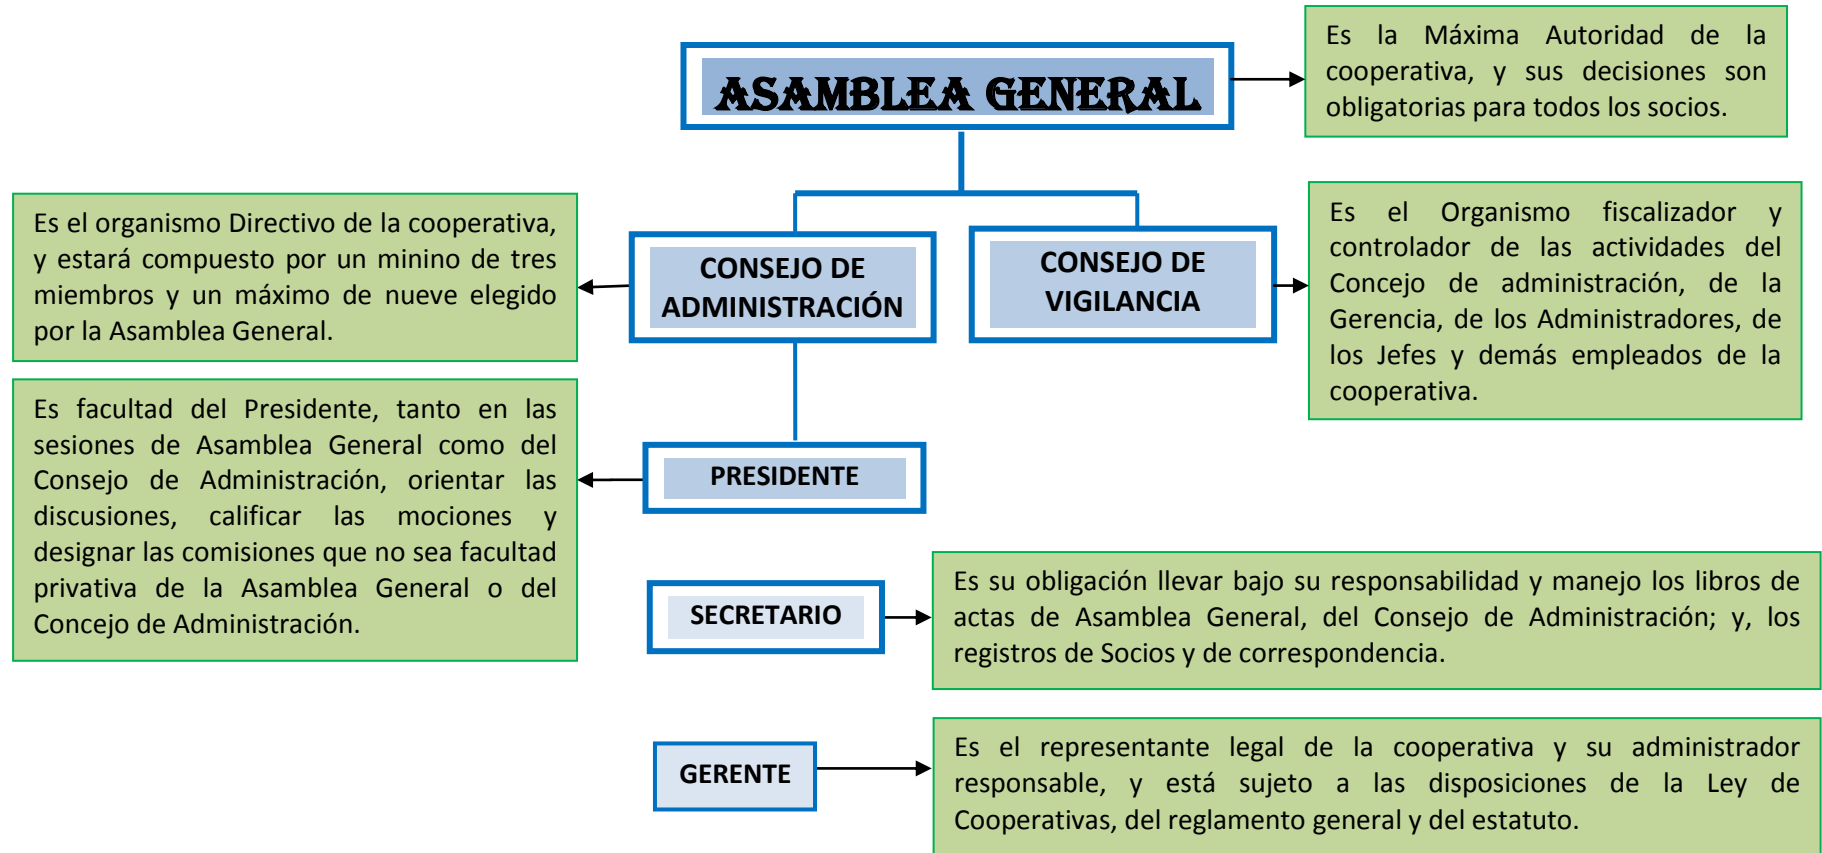 ASAMBLEA GENERAL
Es la Máxima Autoridad de la
cooperativa, y sus decisiones son
obligatorias para todos los socios.
Es el organismo Directivo de la cooperativa,
y estará compuesto por un minino de tres
miembros y un máximo de nueve elegido
por la Asamblea General.
CONSEJO DE
ADMINISTRACIÓN
CONSEJO DE
VIGILANCIA
Es el Organismo fiscalizador y
controlador de las actividades del
Concejo de administración, de la
Gerencia, de los Administradores, de
los Jefes y demás empleados de la
cooperativa.
Es facultad del Presidente, tanto en las
sesiones de Asamblea General como del
Consejo de Administración, orientar las
discusiones, calificar las mociones y
designar las comisiones que no sea facultad
privativa de la Asamblea General o del
Concejo de Administración.
PRESIDENTE
SECRETARIO
Es su obligación llevar bajo su responsabilidad y manejo los libros de
actas de Asamblea General, del Consejo de Administración; y, los
registros de Socios y de correspondencia.
GERENTE
Es el representante legal de la cooperativa y su administrador
responsable, y está sujeto a las disposiciones de la Ley de
Cooperativas, del reglamento general y del estatuto.